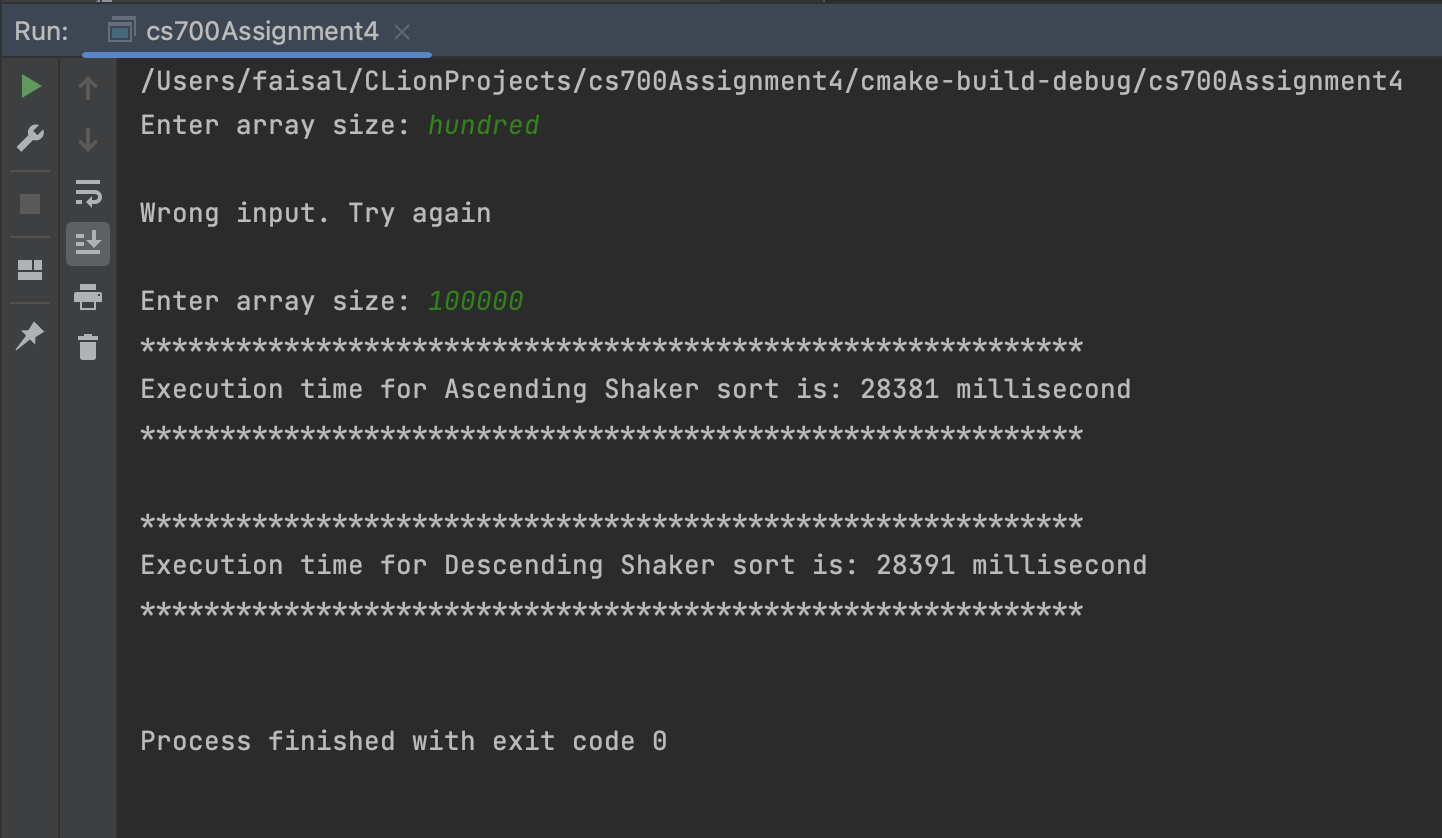 Run: cs700Assignment4
/Users/faisal/CLionProjects/cs700Assignment4/cmake-build-debug/cs700Assignment4
Enter array size: hundred
Wrong input. Try again
Enter array size: 100000
***********************************************************
Execution time for Ascending Shaker sort is: 28381 millisecond
***********************************************************
***********************************************************
Execution time for Descending Shaker sort is: 28391 millisecond
***********************************************************
Process finished with exit code 0